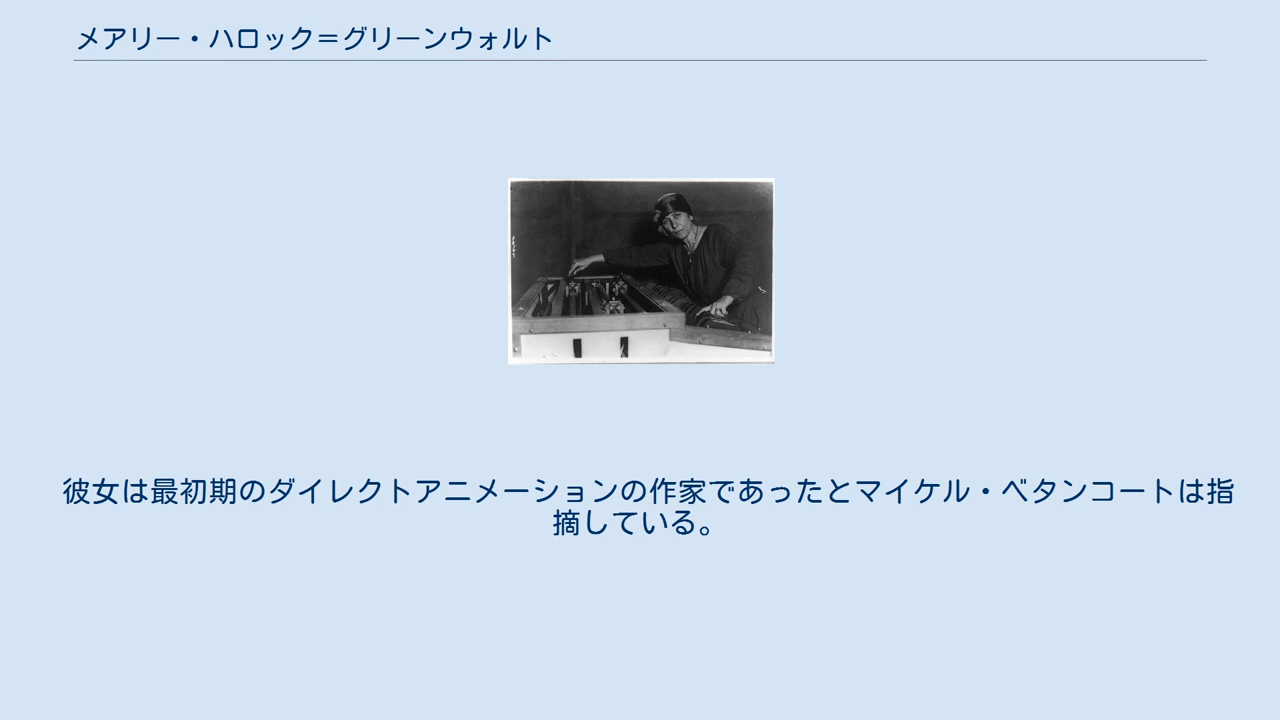 メアリー・ハロック＝グリーンウォルト
彼女は最初期のダイレクトアニメーションの作家であったとマイケル・ベタンコートは指
摘している。